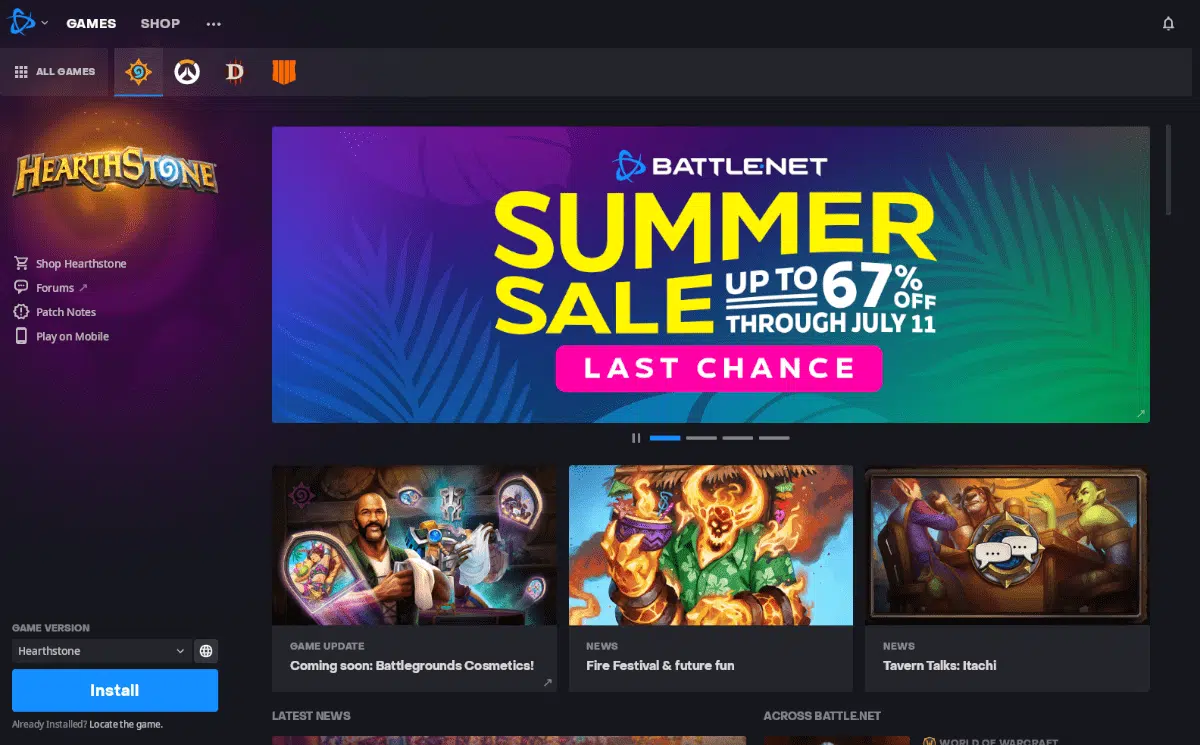 GAMES
SHOP
ALL GAMES
HEARTHSTONE
Shop Hearthstone
Forums
Patch Notes
Play on Mobile
BATTLE.NET
SUMMER
SALE UP TO 67% OFF
THROUGH JULY 11
LAST CHANCE
GAME UPDATE
Coming soon: Battlegrounds Cosmetics!
NEWS
Fire Festival & future fun
NEWS
Tavern Talks: Itachi
GAME VERSION
Hearthstone
Install
Already Installed? Locate the game.
LATEST NEWS
ACROSS BATTLE.NET
WORLD OF WARCRAFT